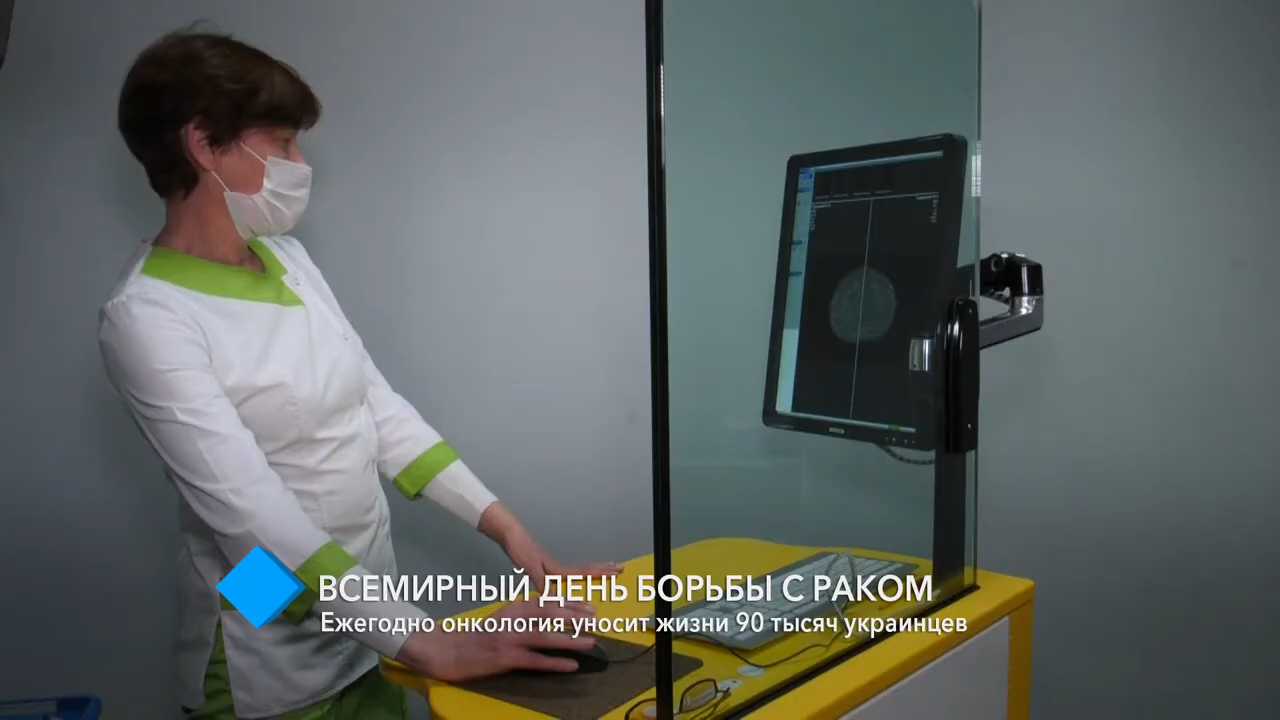 ВСЕМИРНЫЙ ДЕНЬ БОРЬБЫ С РАКОМ
Ежегодно онкология уносит жизни 90 тысяч украинцев